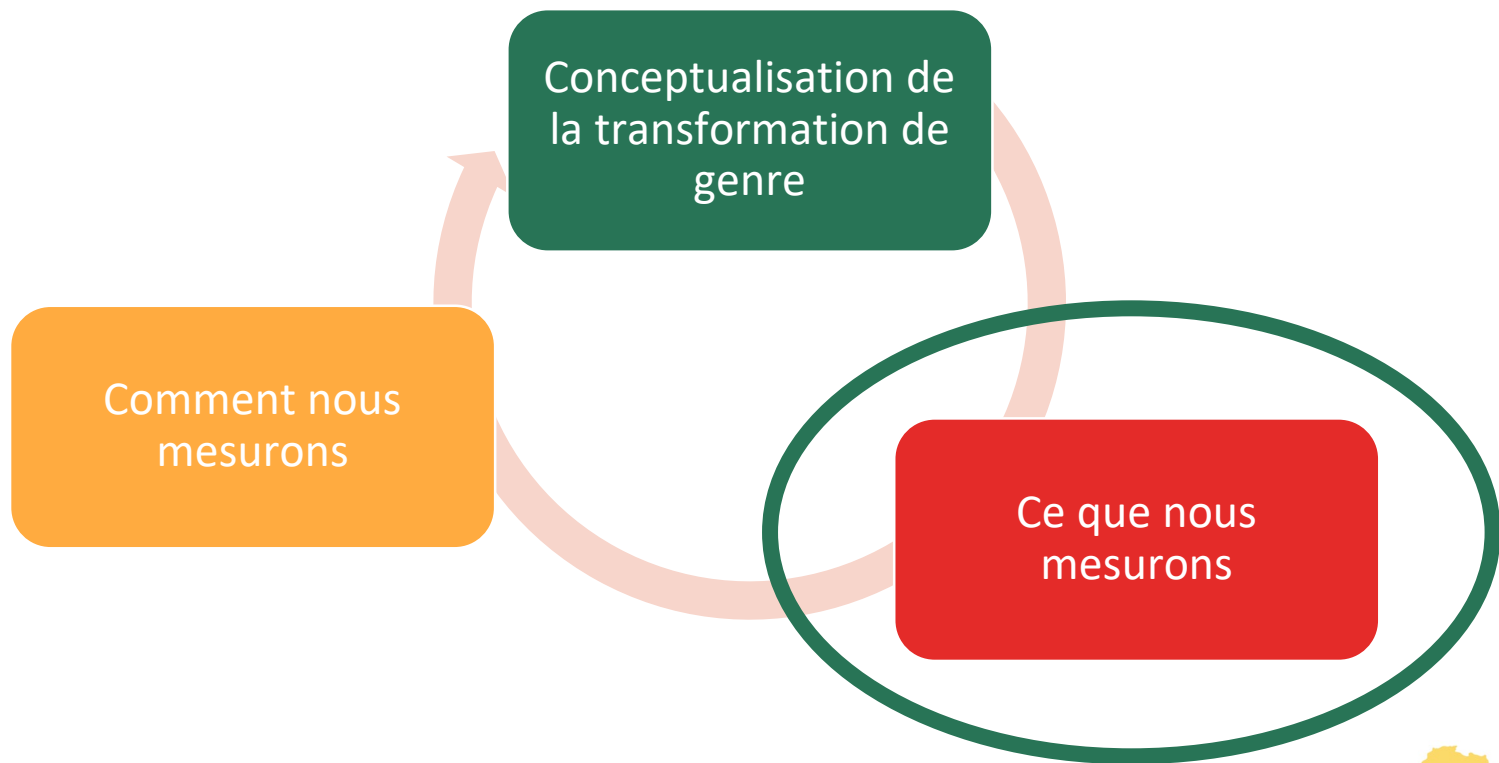 Conceptualisation de
la transformation de
genre
Comment nous
mesurons
Ce que nous
mesurons